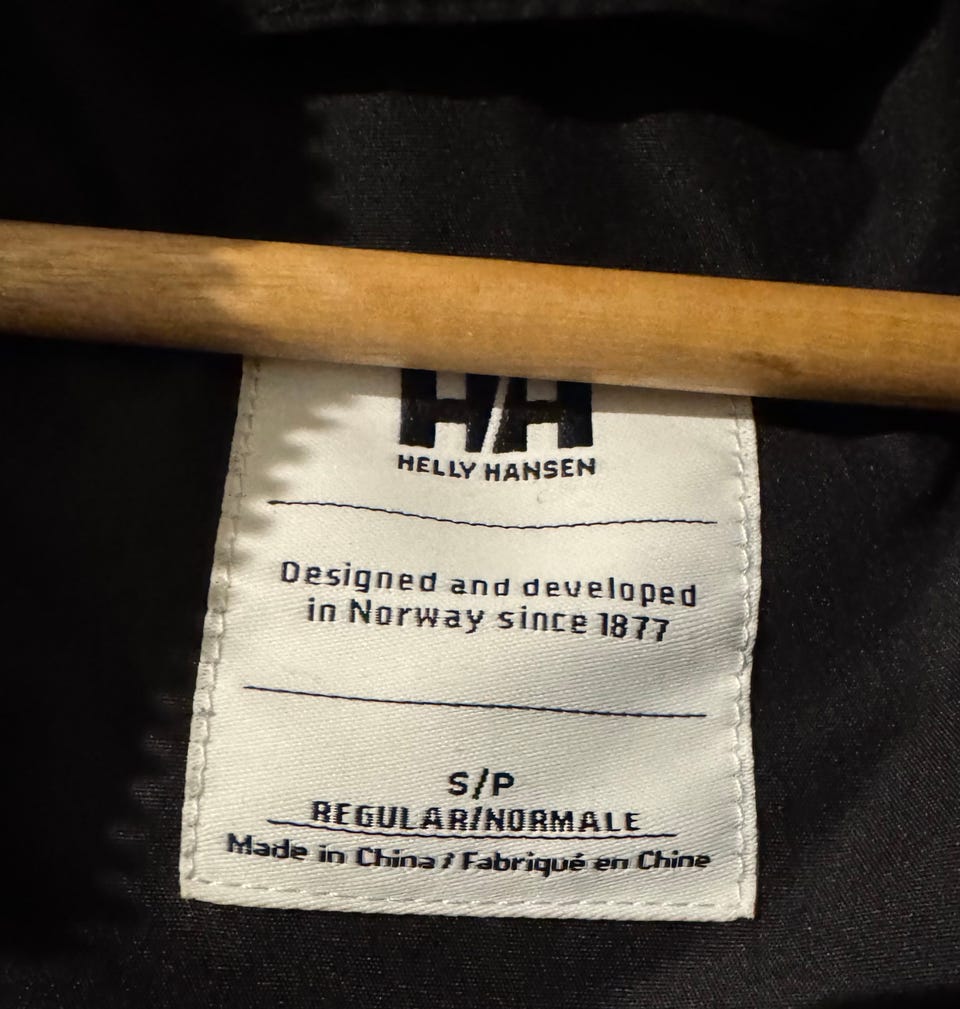 HH
HELLY HANSEN
Designed and developed
in Norway since 1877
S/P
REGULAR/NORMALE
Made in China / Fabriqué en Chine